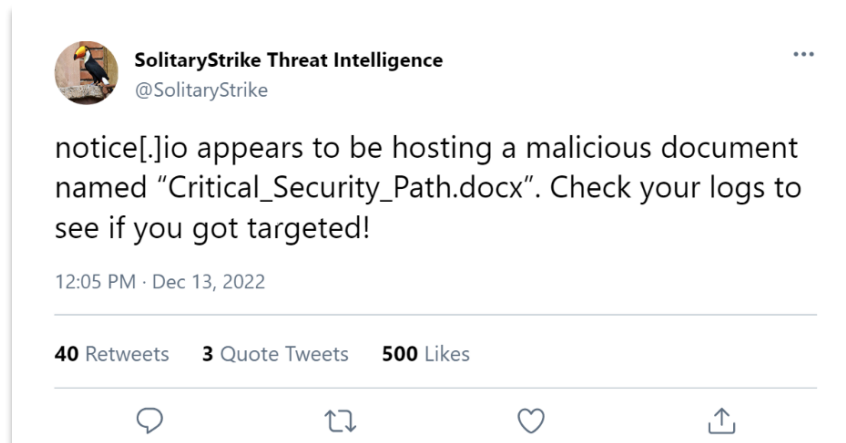 SolitaryStrike Threat Intelligence
@SolitaryStrike
notice[.]io appears to be hosting a malicious document
named “Critical_Security_Path.docx”. Check your logs to
see if you got targeted!
12:05 PM · Dec 13, 2022
40 Retweets 3 Quote Tweets 500 Likes